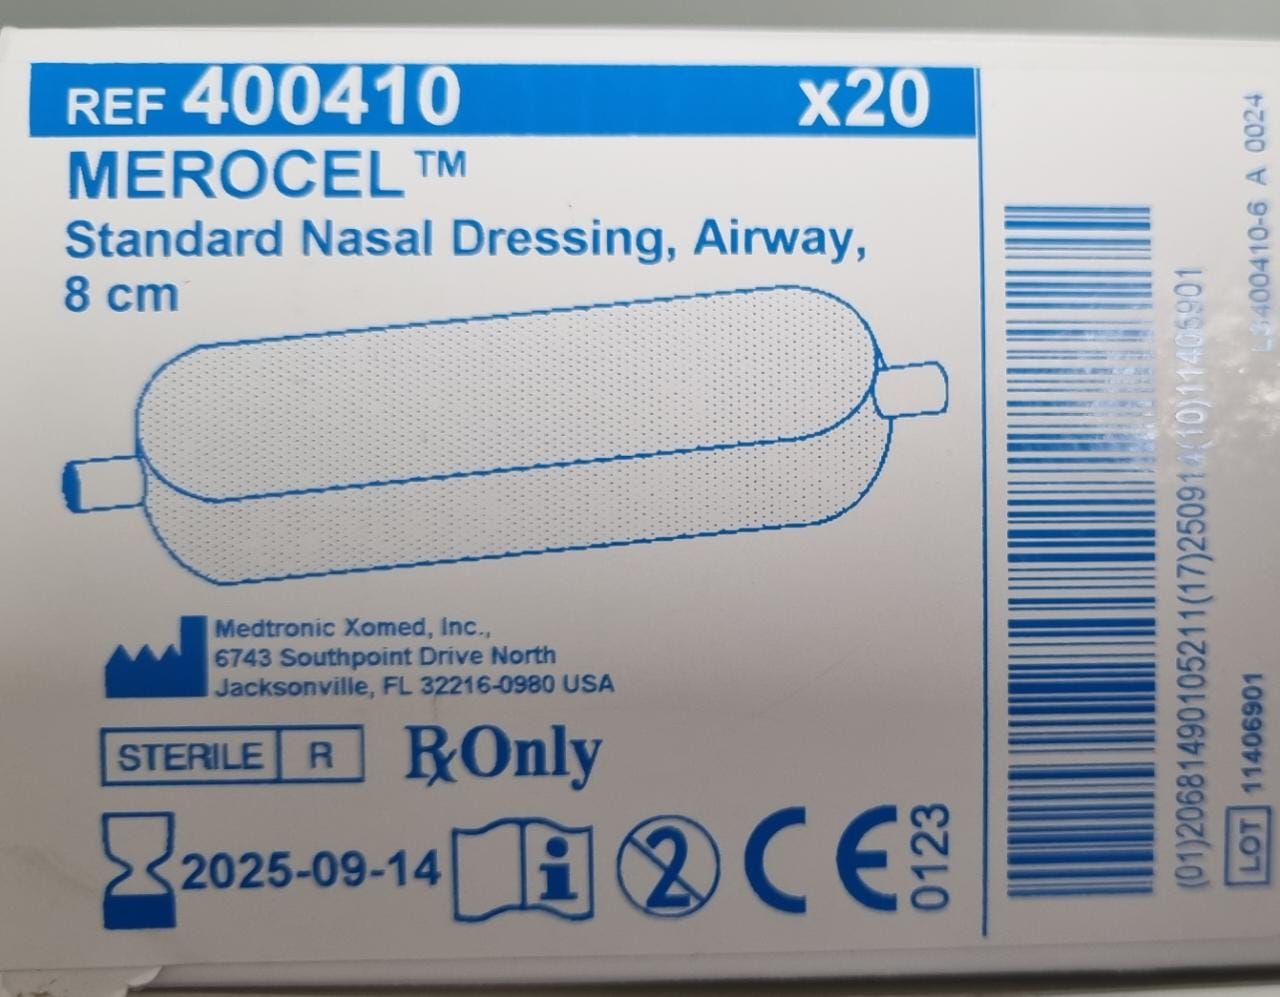 REF 400410 x20
MEROCEL™
Standard Nasal Dressing, Airway,
8 cm
Medtronic Xomed, Inc.,
6743 Southpoint Drive North
Jacksonville, FL 32216-0980 USA
STERILE R
RxOnly
2025-09-14
i
2
CE
0123
(01)20681490105211(17)250914(10)11406901
LOT 11406901
L3400410-6 A 0024